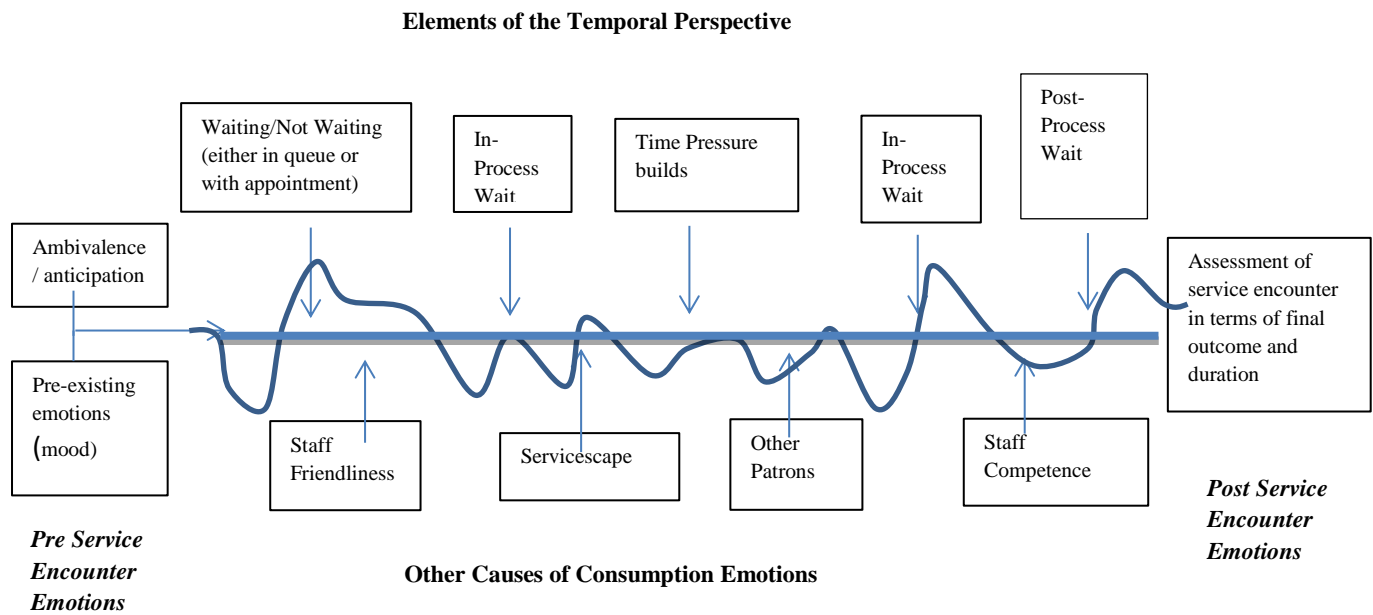 Elements of the Temporal Perspective
Waiting/Not Waiting
(either in queue or
with appointment)
In-
Process
Wait
Time Pressure
builds
In-
Process
Wait
Post-
Process
Wait
Ambivalence
/ anticipation
Pre-existing
emotions
(mood)
Assessment of
service encounter
in terms of final
outcome and
duration
Staff
Friendliness
Servicescape
Other
Patrons
Staff
Competence
Pre Service
Encounter
Emotions
Other Causes of Consumption Emotions
Post Service
Encounter
Emotions